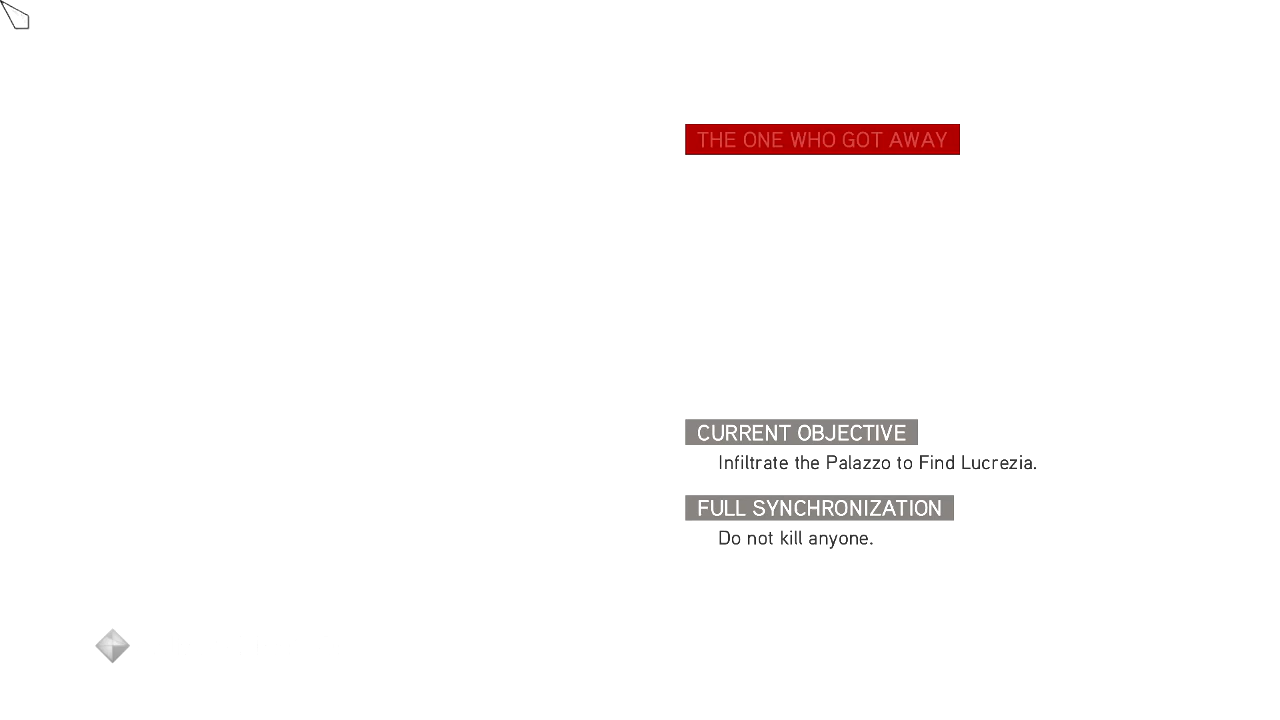 THE ONE WHO GOT AWAY
CURRENT OBJECTIVE
Infiltrate the Palazzo to Find Lucrezia.
FULL SYNCHRONIZATION
Do not kill anyone.